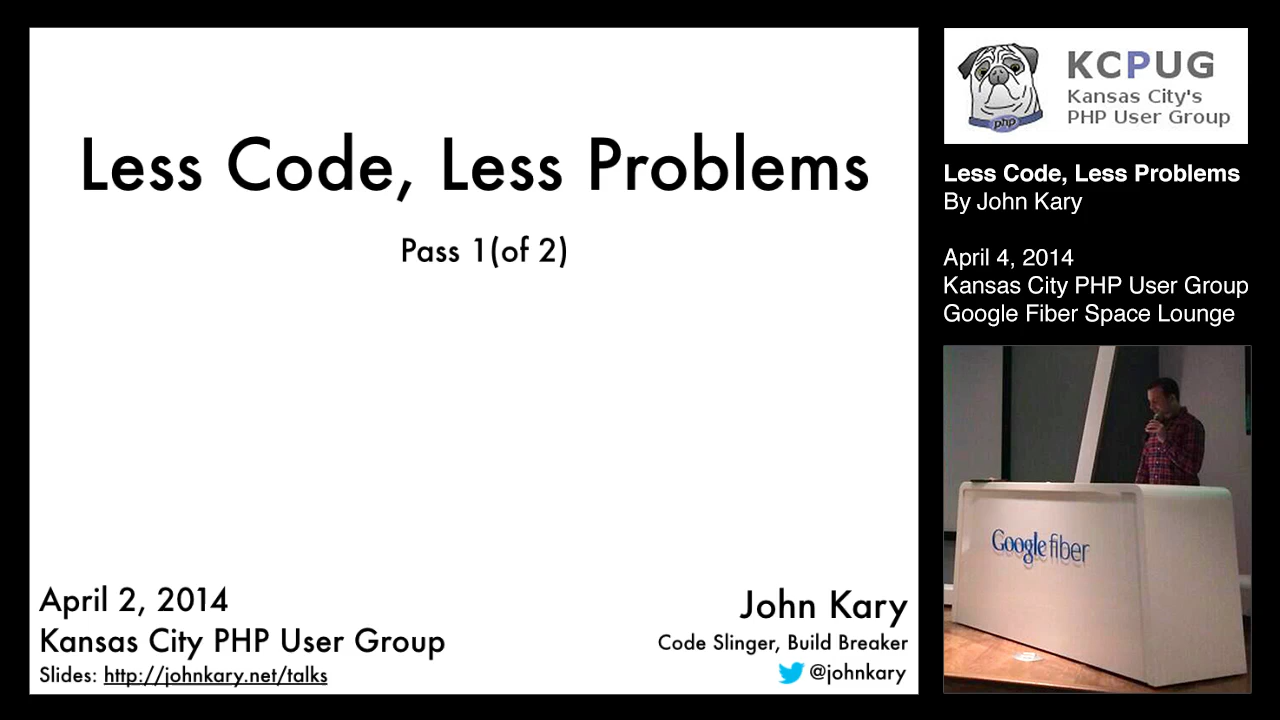 Less Code, Less Problems
Pass 1(of 2)
April 2, 2014
Kansas City PHP User Group
Slides: http://johnkary.net/talks
John Kary
Code Slinger, Build Breaker
@johnkary
KCPUG
Kansas City's
PHP User Group
php
Less Code, Less Problems
By John Kary
April 4, 2014
Kansas City PHP User Group
Google Fiber Space Lounge
Google fiber